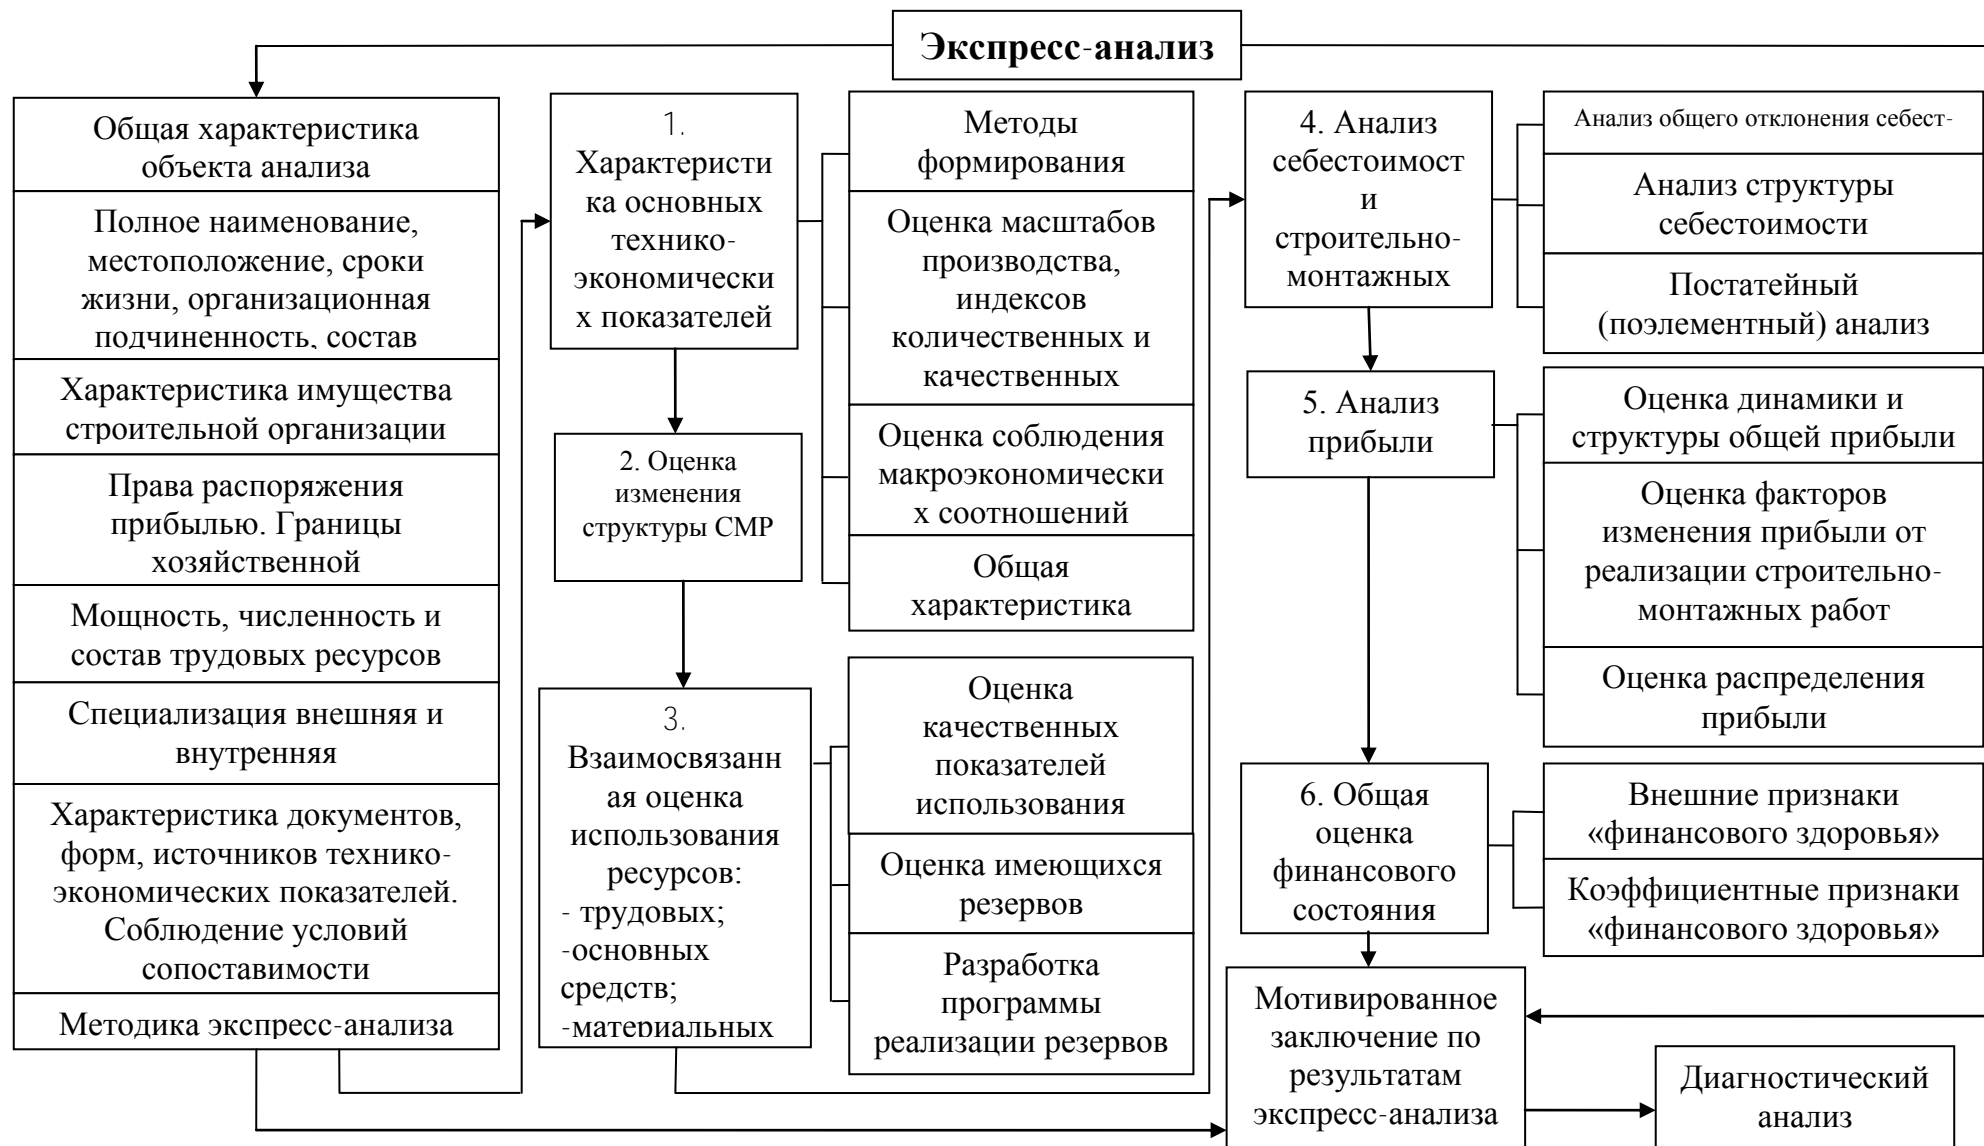 Экспресс-анализ
Общая характеристика
объекта анализа
Полное наименование,
местоположение, сроки
жизни, организационная
подчиненность, состав
Характеристика имущества
строительной организации
Права распоряжения
прибылью. Границы
хозяйственной
Мощность, численность и
состав трудовых ресурсов
Специализация внешняя и
внутренняя
Характеристика документов,
форм, источников технико-
экономических показателей.
Соблюдение условий
сопоставимости
Методика экспресс-анализа
1.
Характеристи
ка основных
технико-
экономически
х показателей
2. Оценка
изменения
структуры СМР
3.
Взаимосвязанн
ая оценка
использования
ресурсов:
- трудовых;
-основных
средств;
-материальных
Методы
формирования
Оценка масштабов
производства,
индексов
количественных и
качественных
Оценка соблюдения
макроэкономически
х соотношений
Общая
характеристика
Оценка
качественных
показателей
использования
Оценка имеющихся
резервов
Разработка
программы
реализации резервов
4. Анализ
себестоимост
и
строительно-
монтажных
5. Анализ
прибыли
6. Общая
оценка
финансового
состояния
Мотивированное
заключение по
результатам
экспресс-анализа
Анализ общего отклонения себест-
Анализ структуры
себестоимости
Постатейный
(поэлементный) анализ
Оценка динамики и
структуры общей прибыли
Оценка факторов
изменения прибыли от
реализации строительно-
монтажных работ
Оценка распределения
прибыли
Внешние признаки
«финансового здоровья»
Коэффициентные признаки
«финансового здоровья»
Диагностический
анализ